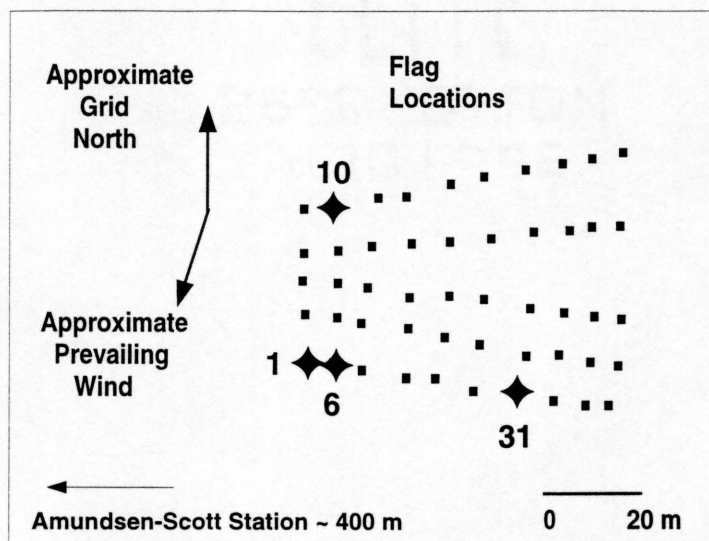 Approximate
Grid
North
Flag
Locations
10
Approximate
Prevailing
Wind
1
6
31
Amundsen-Scott Station ~ 400 m
0 20 m